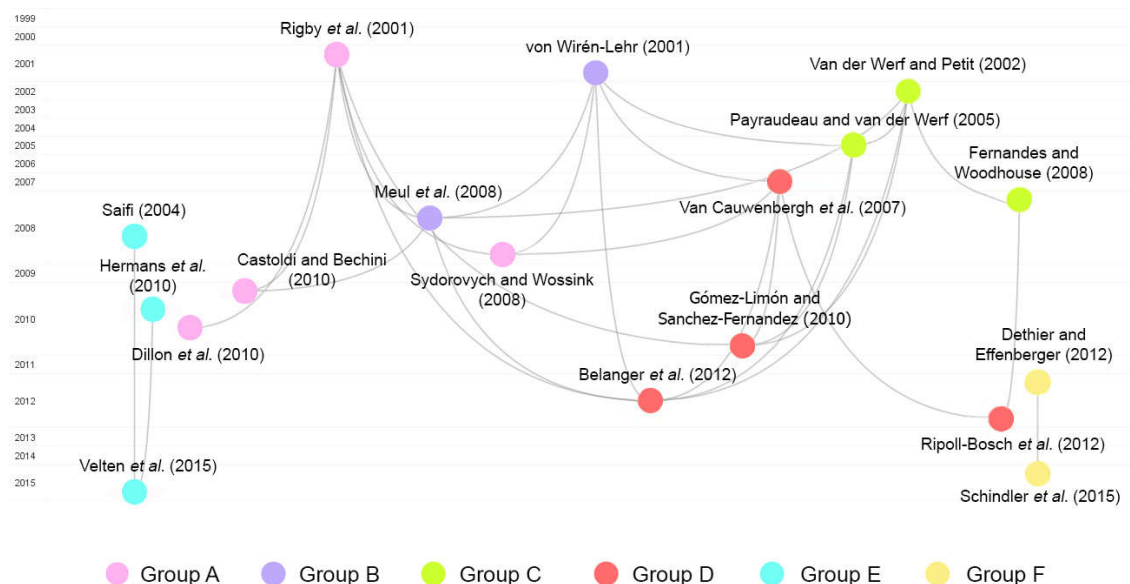 1999
2000
2001
2002
2003
2004
2005
2006
2007
2008
2009
2010
2011
2012
2013
2014
2015
Rigby et al. (2001)
von Wirén-Lehr (2001)
Van der Werf and Petit (2002)
Payraudeau and van der Werf (2005)
Fernandes and
Woodhouse (2008)
Meul et al. (2008)
Van Cauwenbergh et al. (2007)
Saifi (2004)
Hermans et al.
(2010)
Castoldi and Bechini
(2010)
Sydorovych and Wossink
(2008)
Gómez-Limón and
Sanchez-Fernandez (2010)
Dillon et al. (2010)
Dethier and
Effenberger (2012)
Belanger et al. (2012)
Ripoll-Bosch et al. (2012)
Velten et al. (2015)
Schindler et al. (2015)
Group A
Group B
Group C
Group D
Group E
Group F